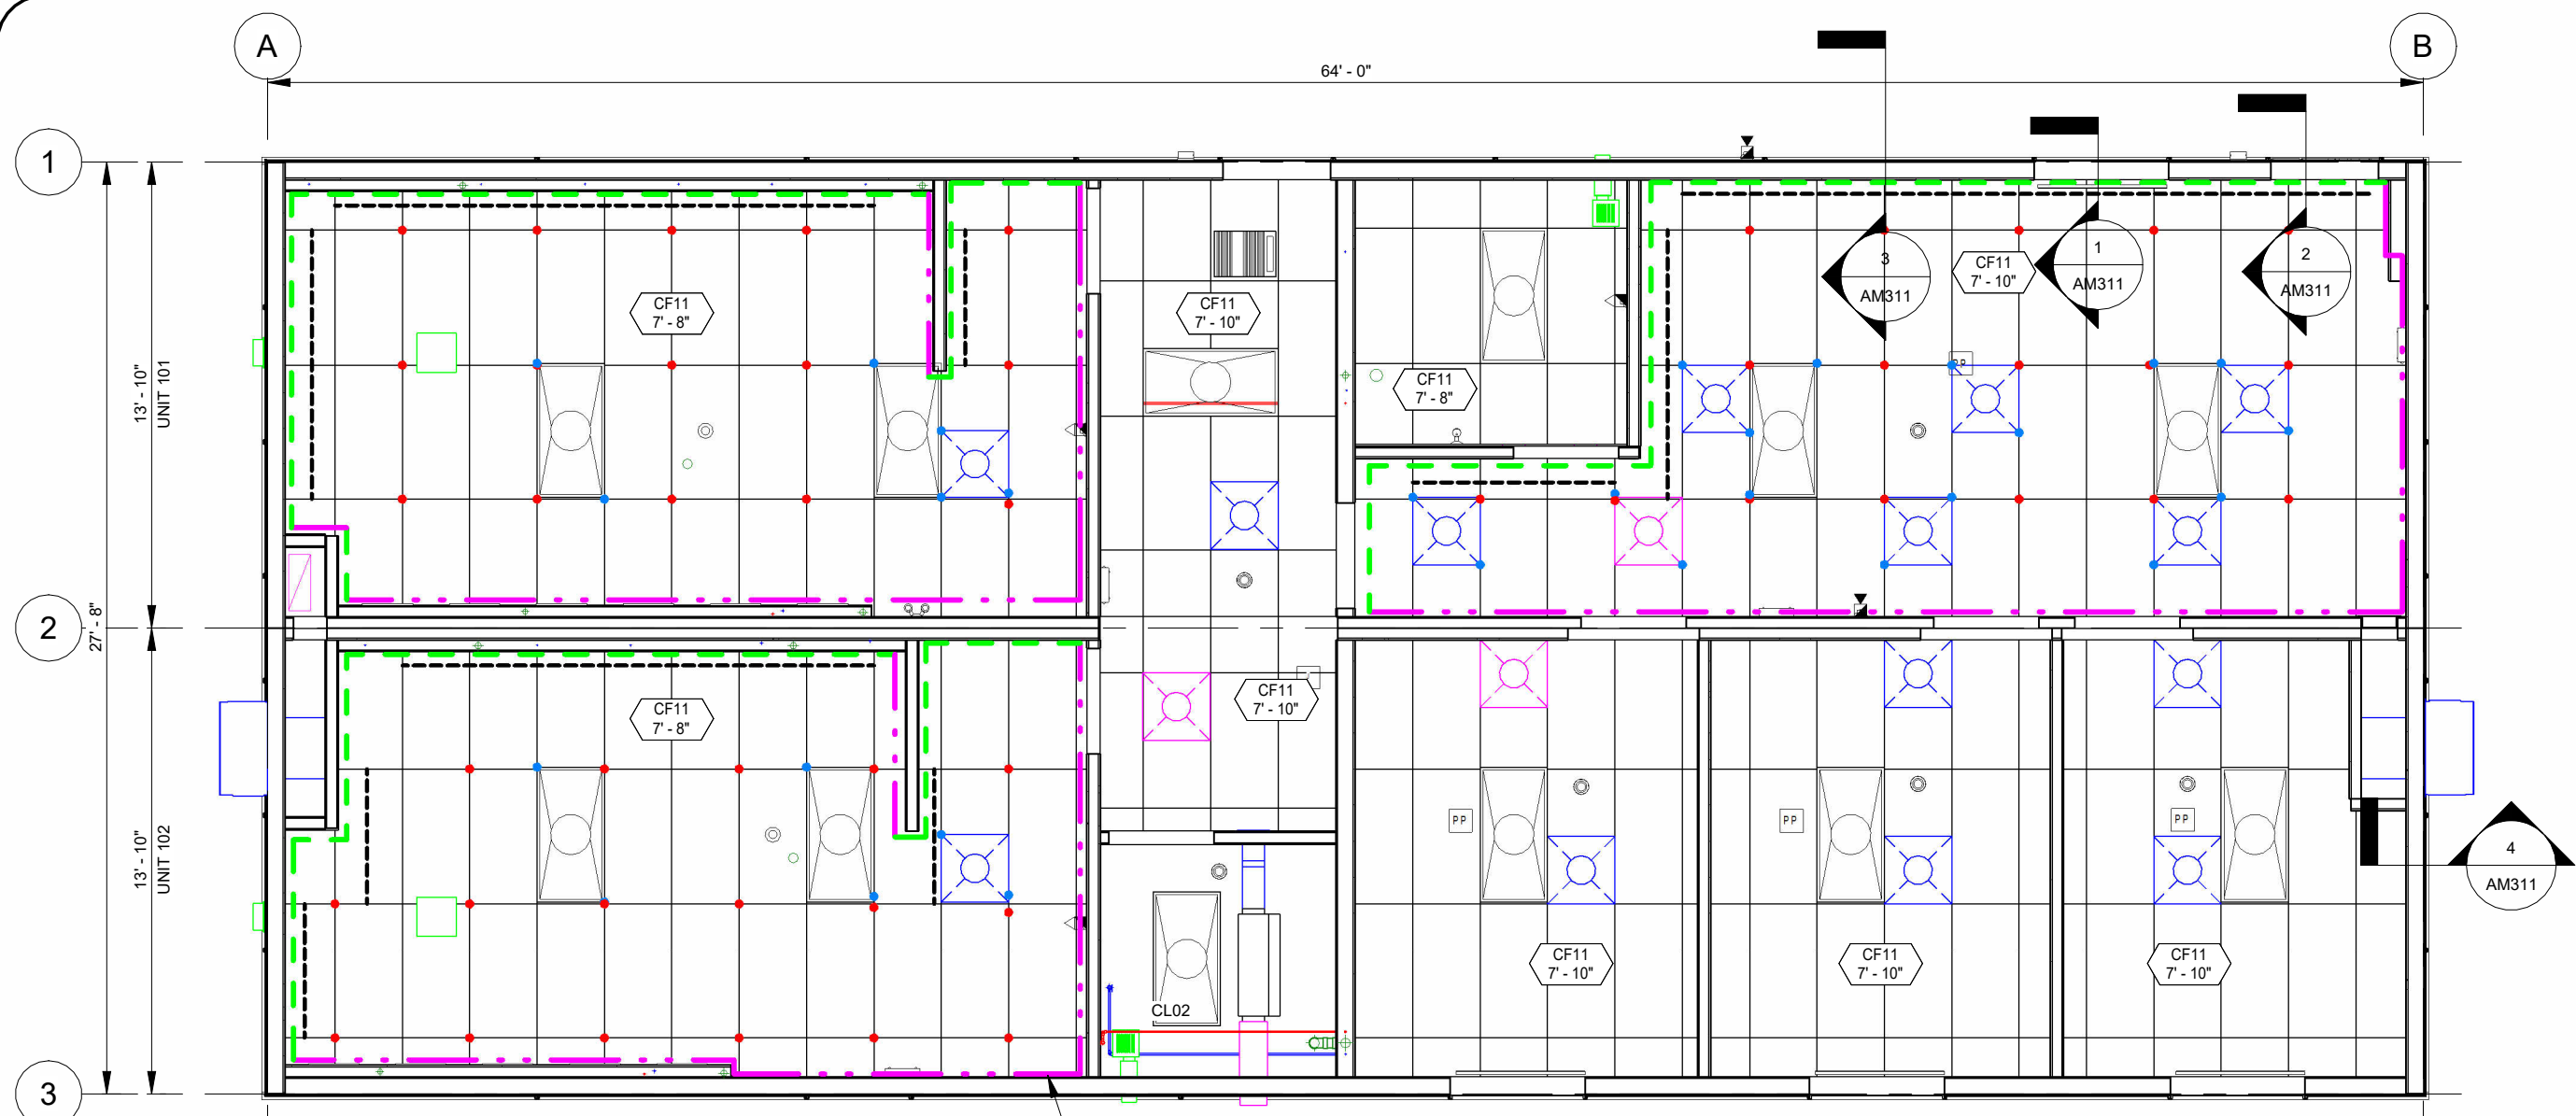 A
B
64' - 0"
1
13' - 10"
UNIT 101
27' - 8"
2
13' - 10"
UNIT 102
3
CF11
7' - 8"
CF11
7' - 10"
CF11
7' - 8"
3
AM311
CF11
7' - 10"
1
AM311
2
AM311
PP
CF11
7' - 8"
CF11
7' - 10"
PP
PP
PP
4
AM311
CF11
7' - 10"
CF11
7' - 10"
CF11
7' - 10"
CL02